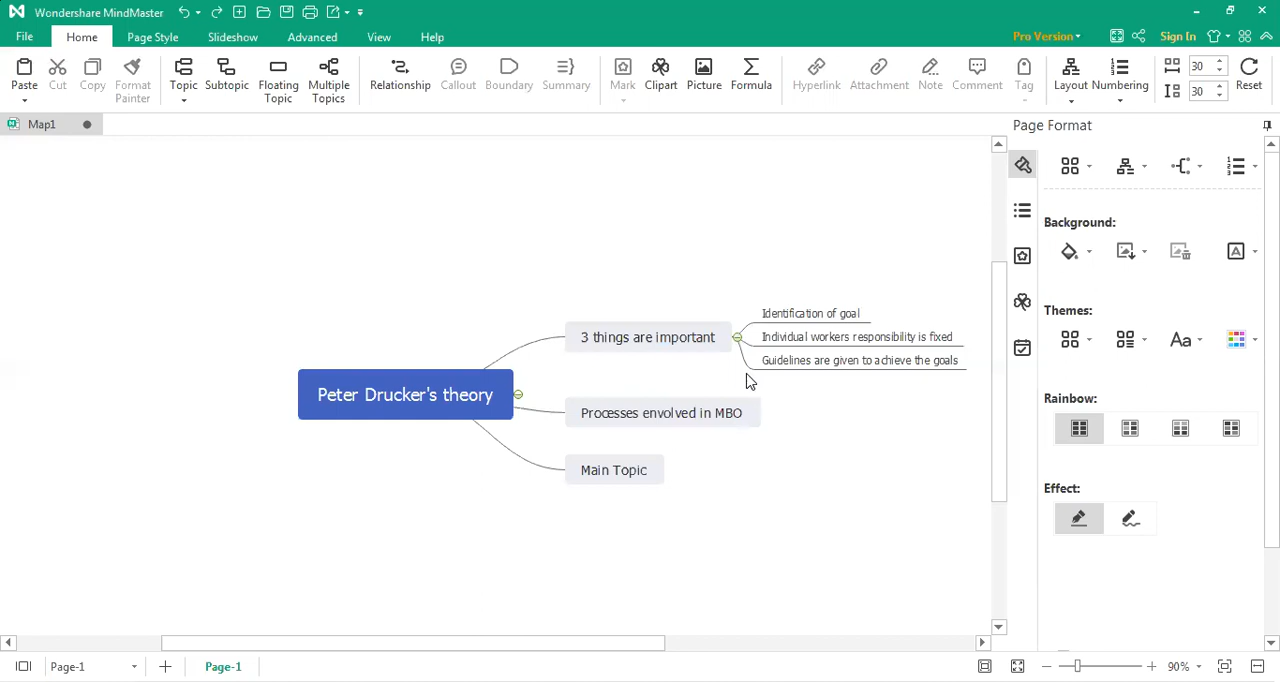 Wondershare MindMaster
File Home Page Style Slideshow Advanced View Help Pro Version Sign In
Paste Cut Copy Format Painter Topic Subtopic Floating Topic Multiple Topics Relationship Callout Boundary Summary Mark Clipart Picture Formula Hyperlink Attachment Note Comment Tag Layout Numbering 30 30 Reset
Map1
Page Format
Background:
Themes:
Aa
Rainbow:
Effect:
Peter Drucker's theory
3 things are important
Identification of goal
Individual workers responsibility is fixed
Guidelines are given to achieve the goals
Processes envolved in MBO
Main Topic
Page-1 Page-1 90%